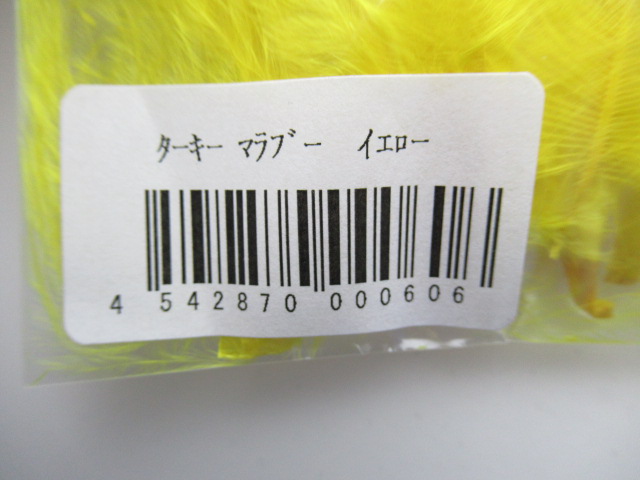 ﾀｰｷｰ ﾏﾗﾌﾞｰ　ｲｴﾛｰ
4 542870 000606